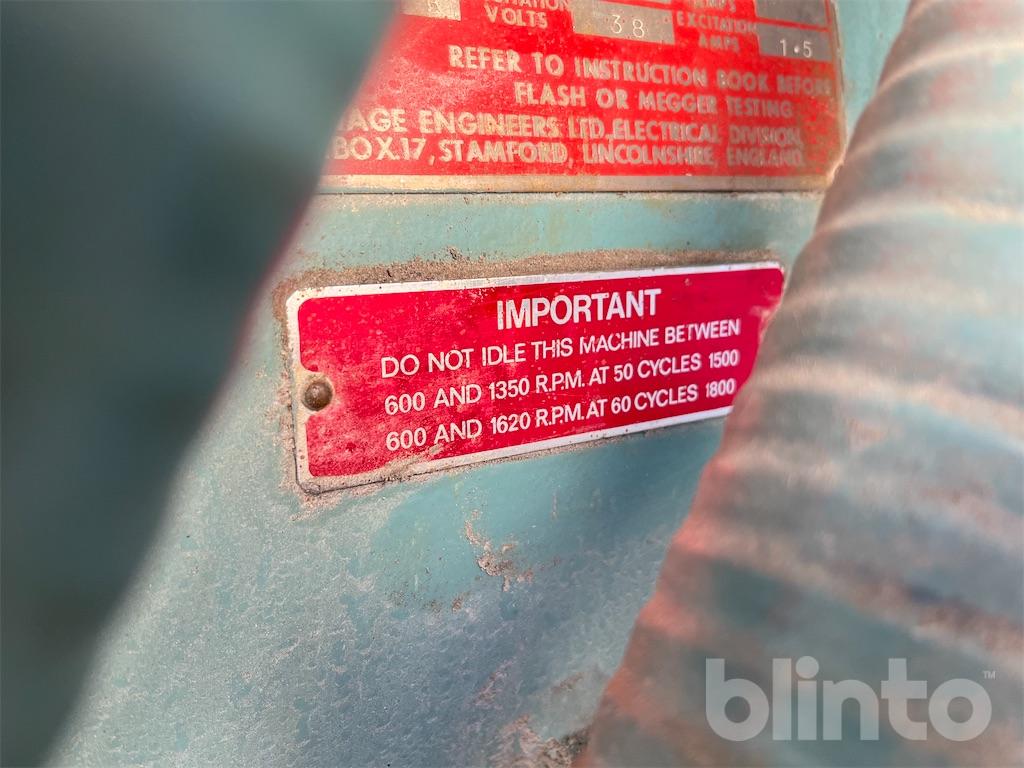 VOLTS 38
EXCITATION
AMPS 1.5
REFER TO INSTRUCTION BOOK BEFORE
FLASH OR MEGGER TESTING
AGE ENGINEERS LTD. ELECTRICAL DIVISION,
BOX.17, STAMFORD, LINCOLNSHIRE, ENGLAND.
IMPORTANT
DO NOT IDLE THIS MACHINE BETWEEN
600 AND 1350 R.P.M. AT 50 CYCLES 1500
600 AND 1620 R.P.M. AT 60 CYCLES 1800
blinto™